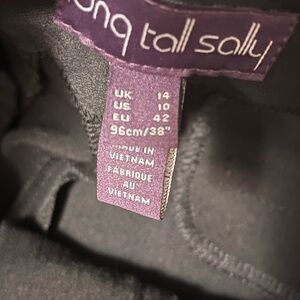 ong tall sally
UK 14
US 10
EU 42
96cm/38"
MADE IN
VIETNAM
FABRIQUE
AU
VIETNAM